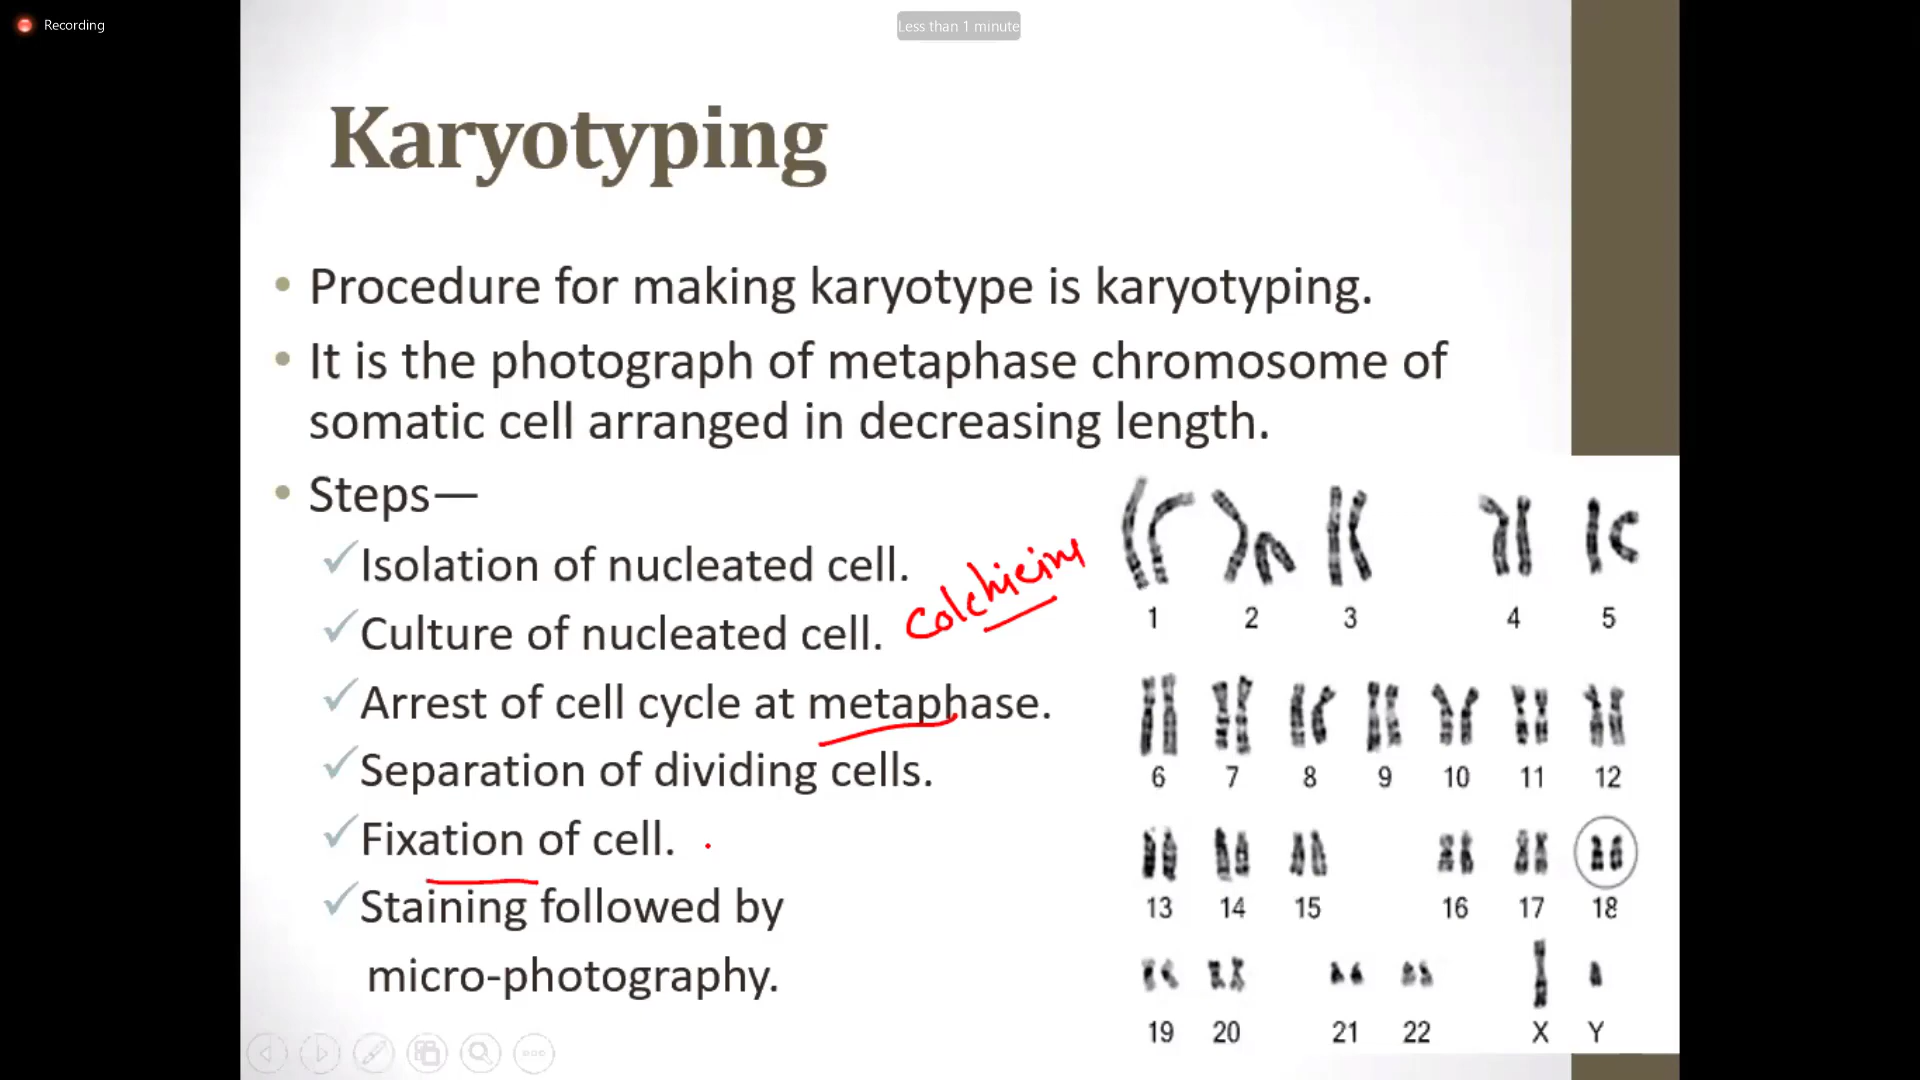 Recording
Less than 1 minute
Karyotyping
• Procedure for making karyotype is karyotyping.
• It is the photograph of metaphase chromosome of
somatic cell arranged in decreasing length.
• Steps—
✓Isolation of nucleated cell.
Colchicine
✓Culture of nucleated cell.
✓Arrest of cell cycle at metaphase.
✓Separation of dividing cells.
✓Fixation of cell.
✓Staining followed by
micro-photography.
1 2 3 4 5
6 7 8 9 10 11 12
13 14 15 16 17 18
19 20 21 22 X Y